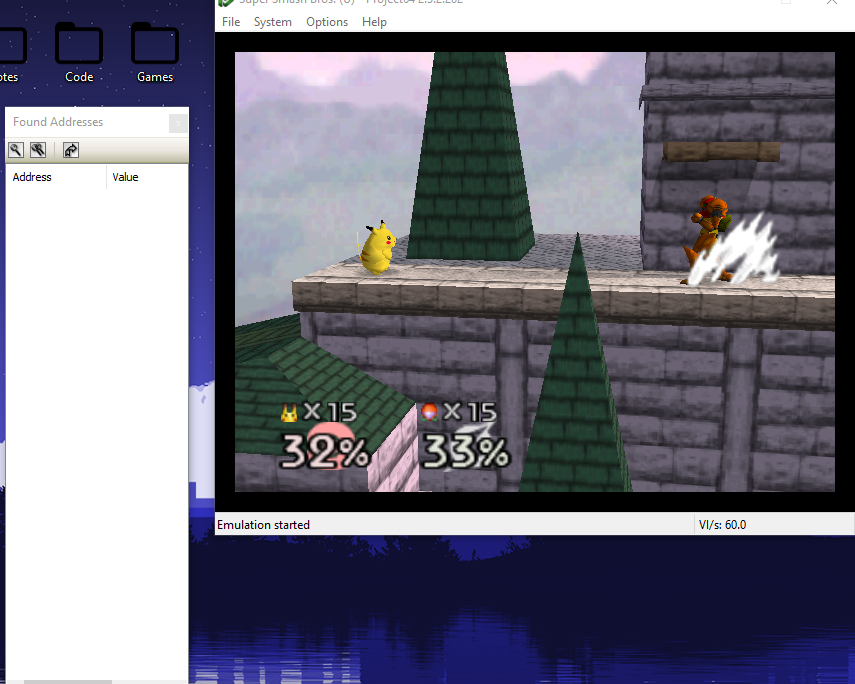 Super Smash Bros. (U) - Project64 2.3.2.202
File System Options Help
otes Code Games
Found Addresses
Address Value
X 15 X 15
32% 33%
Emulation started VI/s: 60.0